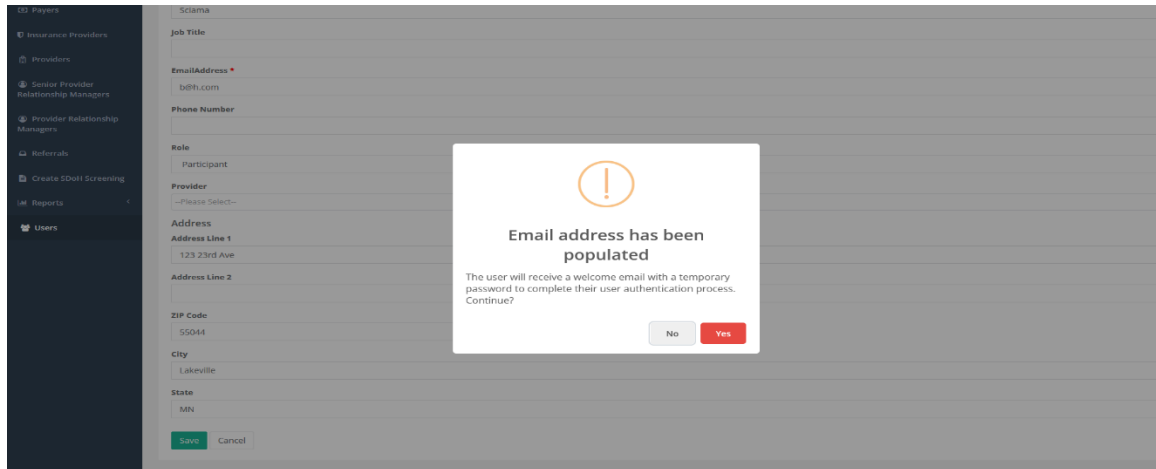 Payers
Insurance Providers
Providers
Senior Provider
Relationship Managers
Provider Relationship
Managers
Referrals
Create SDoH Screening
Reports
Users
Sciama
Job Title
EmailAddress *
b@h.com
Phone Number
Role
Participant
Provider
--Please Select--
Address
Address Line 1
123 23rd Ave
Address Line 2
ZIP Code
55044
City
Lakeville
State
MN
Save
Cancel
Email address has been
populated
The user will receive a welcome email with a temporary
password to complete their user authentication process.
Continue?
No
Yes